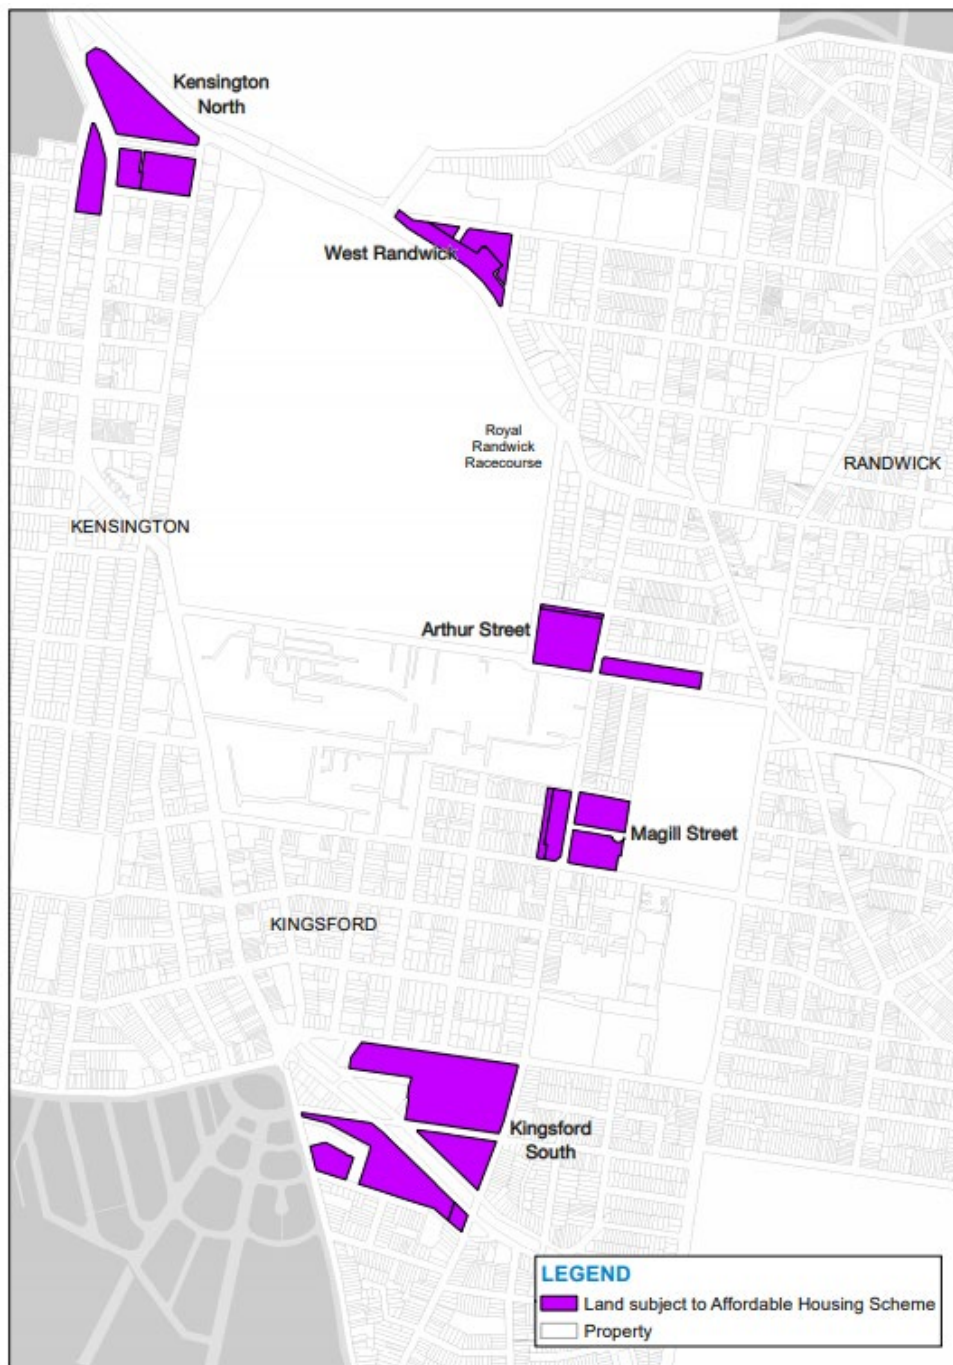 Kensington
North
West Randwick
Royal
Randwick
Racecourse
RANDWICK
KENSINGTON
Arthur Street
Magill Street
KINGSFORD
Kingsford
South
LEGEND
Land subject to Affordable Housing Scheme
Property